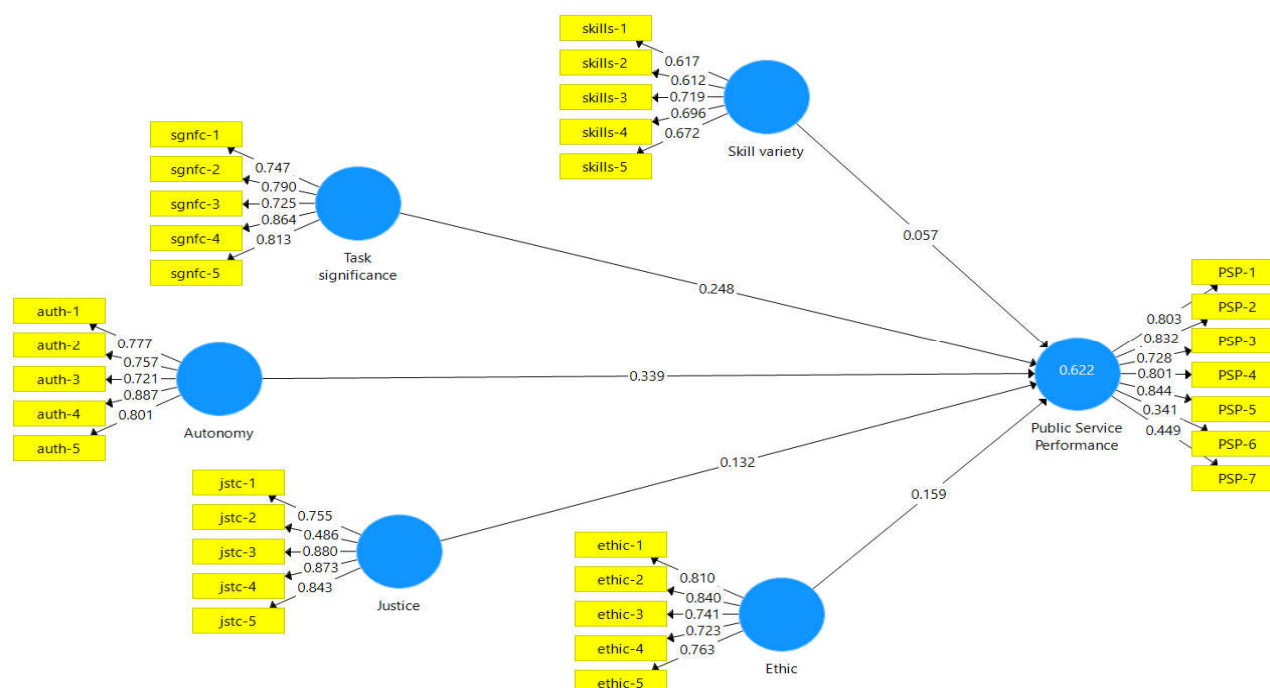 skills-1
skills-2
skills-3
skills-4
skills-5
0.617
0.612
0.719
0.696
0.672
Skill variety
sgnfc-1
sgnfc-2
sgnfc-3
sgnfc-4
sgnfc-5
0.747
0.790
0.725
0.864
0.813
Task
significance
0.057
0.248
auth-1
auth-2
auth-3
auth-4
auth-5
0.777
0.757
0.721
0.887
0.801
Autonomy
0.339
0.622
Public Service
Performance
0.803
0.832
0.728
0.801
0.844
0.341
0.449
PSP-1
PSP-2
PSP-3
PSP-4
PSP-5
PSP-6
PSP-7
jstc-1
jstc-2
jstc-3
jstc-4
jstc-5
0.755
0.486
0.880
0.873
0.843
Justice
0.132
0.159
ethic-1
ethic-2
ethic-3
ethic-4
ethic-5
0.810
0.840
0.741
0.723
0.763
Ethic